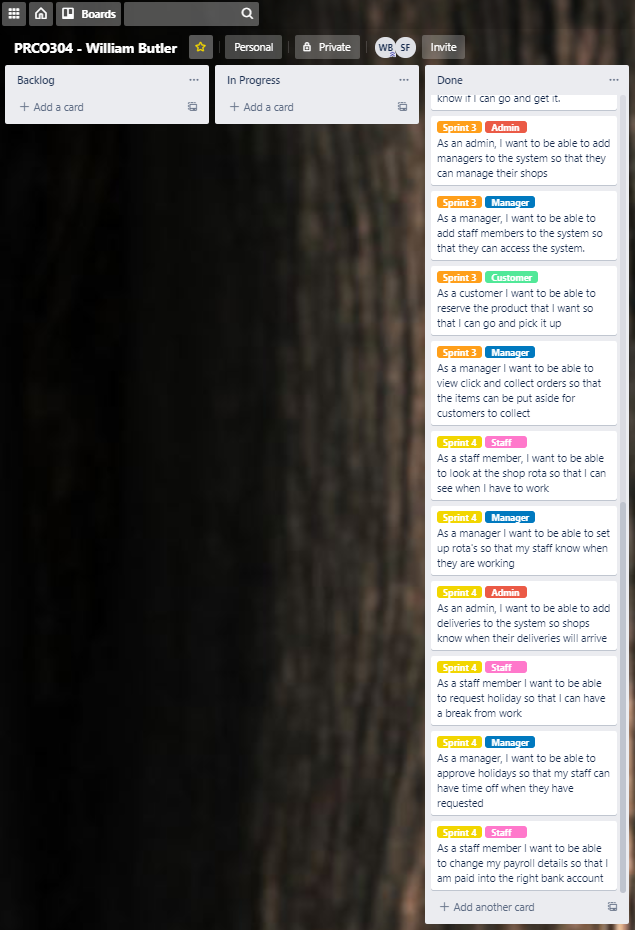 Boards
PRCO304 - William Butler
Personal
Private
WB
SF
Invite
Backlog
+ Add a card
In Progress
+ Add a card
Done
know if I can go and get it.
Sprint 3 Admin
As an admin, I want to be able to add
managers to the system so that they
can manage their shops
Sprint 3 Manager
As a manager, I want to be able to
add staff members to the system so
that they can access the system.
Sprint 3 Customer
As a customer I want to be able to
reserve the product that I want so
that I can go and pick it up
Sprint 3 Manager
As a manager I want to be able to
view click and collect orders so that
the items can be put aside for
customers to collect
Sprint 4 Staff
As a staff member, I want to be able
to look at the shop rota so that I can
see when I have to work
Sprint 4 Manager
As a manager I want to be able to set
up rota's so that my staff know when
they are working
Sprint 4 Admin
As an admin, I want to be able to add
deliveries to the system so shops
know when their deliveries will arrive
Sprint 4 Staff
As a staff member I want to be able
to request holiday so that I can have
a break from work
Sprint 4 Manager
As a manager, I want to be able to
approve holidays so that my staff can
have time off when they have
requested
Sprint 4 Staff
As a staff member I want to be able
to change my payroll details so that I
am paid into the right bank account
+ Add another card